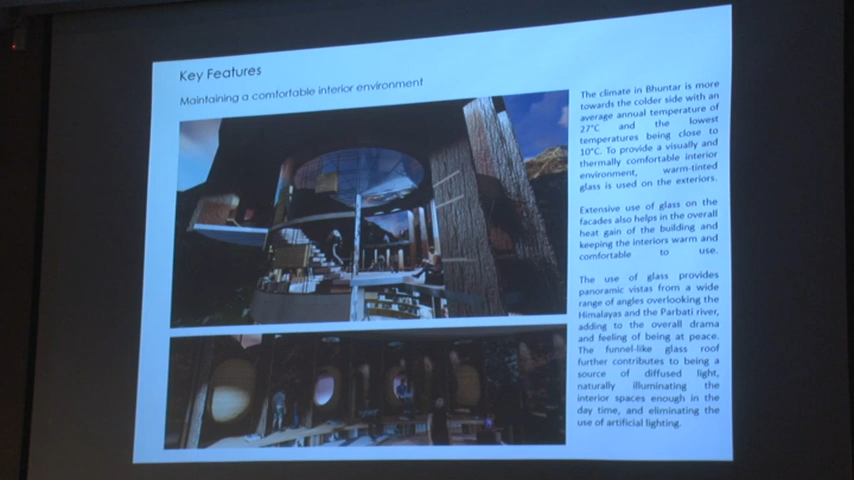 Key Features
Maintaining a comfortable interior environment
The climate in Bhuntar is more
towards the colder side with an
average annual temperature of
27°C and the lowest
temperatures being close to
10°C. To provide a visually and
thermally comfortable interior
environment, warm-tinted
glass is used on the exteriors.
Extensive use of glass on the
facades also helps in the overall
heat gain of the building and
keeping the interiors warm and
comfortable to use.
The use of glass provides
panoramic vistas from a wide
range of angles overlooking the
Himalayas and the Parbati river,
adding to the overall drama
and feeling of being at peace.
The funnel-like glass roof
further contributes to being a
source of diffused light,
naturally illuminating the
interior spaces enough in the
day time, and eliminating the
use of artificial lighting.